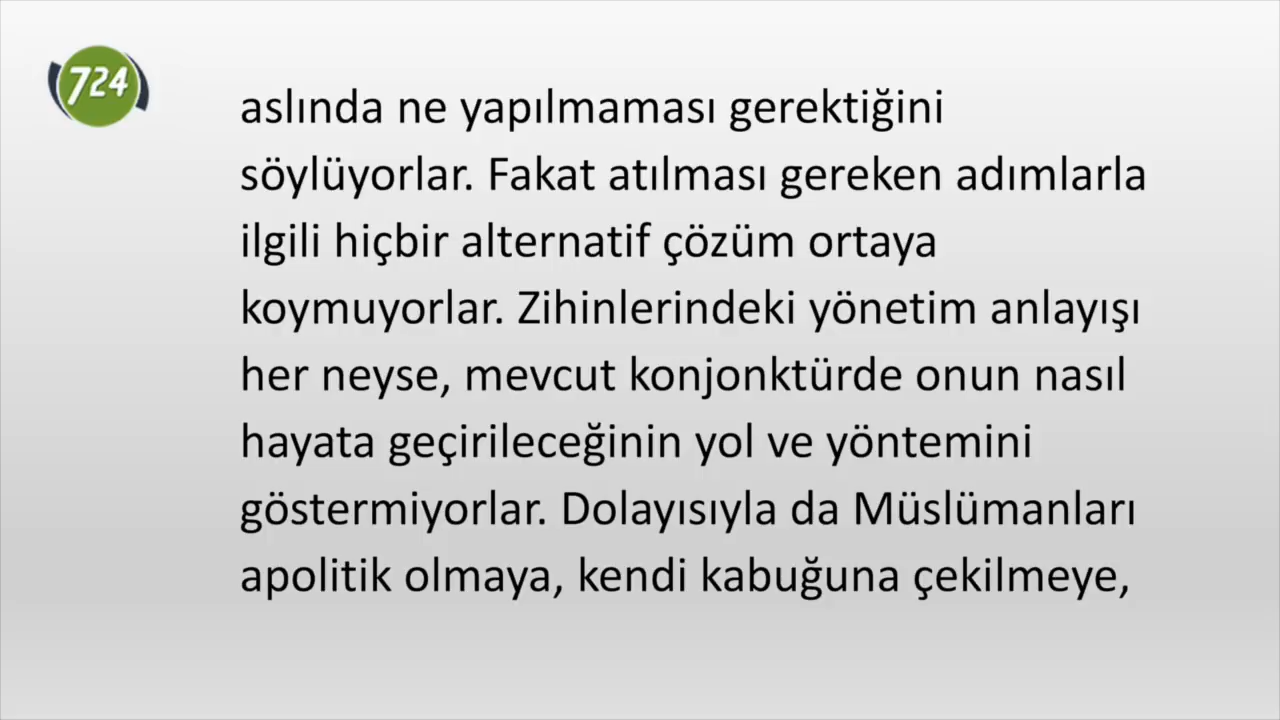 724
aslında ne yapılmaması gerektiğini
söylüyorlar. Fakat atılması gereken adımlarla
ilgili hiçbir alternatif çözüm ortaya
koymuyorlar. Zihinlerindeki yönetim anlayışı
her neyse, mevcut konjonktürde onun nasıl
hayata geçirileceğinin yol ve yöntemini
göstermiyorlar. Dolayısıyla da Müslümanları
apolitik olmaya, kendi kabuğuna çekilmeye,